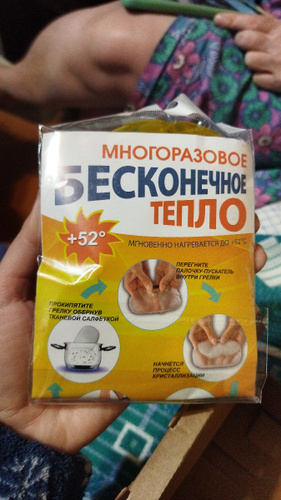 МНОГОРАЗОВОЕ
БЕСКОНЕЧНОЕ
ТЕПЛО
+52°
МГНОВЕННО НАГРЕВАЕТСЯ ДО +52°C
ПЕРЕГНИТЕ
ПАЛОЧКУ-ПУСКАТЕЛЬ
ВНУТРИ ГРЕЛКИ
ПРОКИПЯТИТЕ
ГРЕЛКУ ОБЕРНУВ
ТКАНЕВОЙ САЛФЕТКОЙ
НАЧНЕТСЯ
ПРОЦЕСС
КРИСТАЛЛИЗАЦИИ